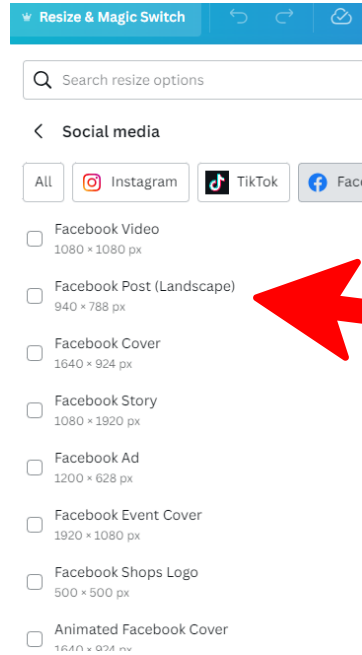 Resize & Magic Switch
Search resize options
Social media
All Instagram TikTok
Facebook Video
1080 × 1080 px
Facebook Post (Landscape)
940 × 788 px
Facebook Cover
1640 × 924 px
Facebook Story
1080 × 1920 px
Facebook Ad
1200 × 628 px
Facebook Event Cover
1920 × 1080 px
Facebook Shops Logo
500 × 500 px
Animated Facebook Cover
1640 × 924 px